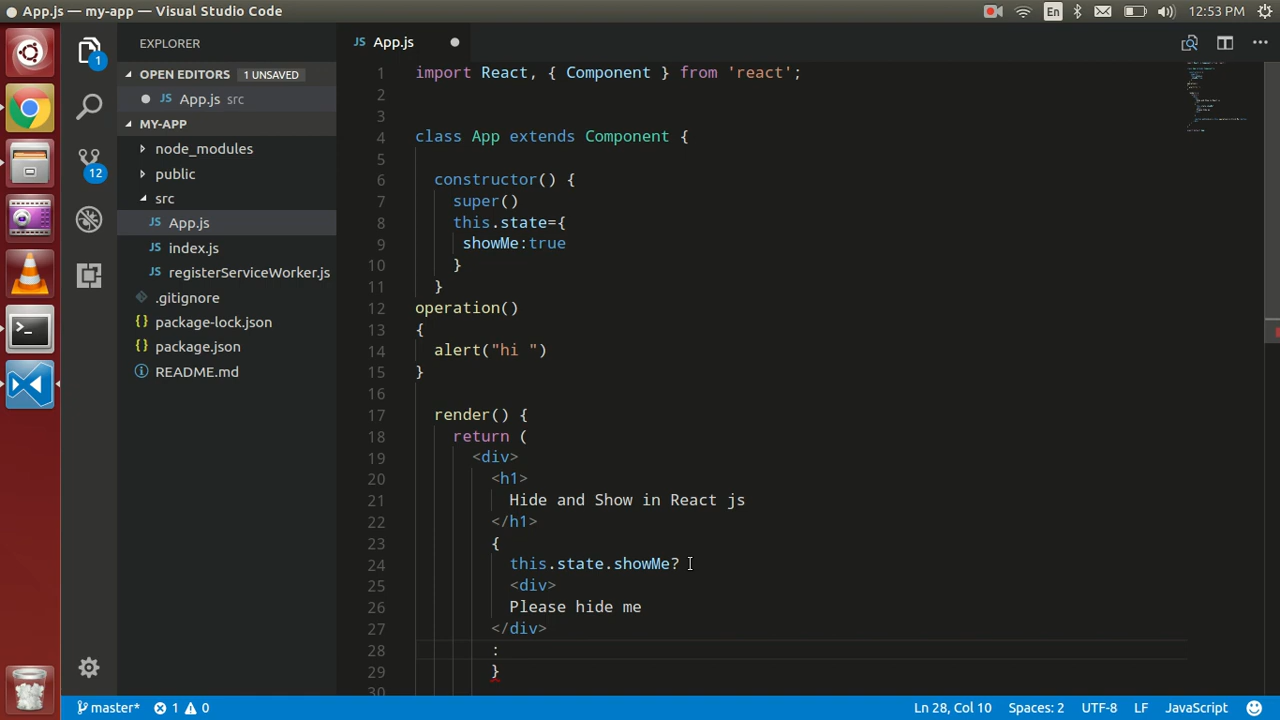 App.js — my-app — Visual Studio Code
En
12:53 PM
EXPLORER
OPEN EDITORS 1 UNSAVED
JS App.js src
MY-APP
node_modules
public
src
JS App.js
JS index.js
JS registerServiceWorker.js
.gitignore
{} package-lock.json
{} package.json
README.md
1
12
JS App.js
1 import React, { Component } from 'react';
2
3
4 class App extends Component {
5
6 constructor() {
7 super()
8 this.state={
9 showMe:true
10 }
11 }
12 operation()
13 {
14 alert("hi ")
15 }
16
17 render() {
18 return (
19 <div>
20 <h1>
21 Hide and Show in React js
22 </h1>
23 {
24 this.state.showMe?
25 <div>
26 Please hide me
27 </div>
28 :
29 }
30
master* 1 0
Ln 28, Col 10
Spaces: 2
UTF-8
LF
JavaScript